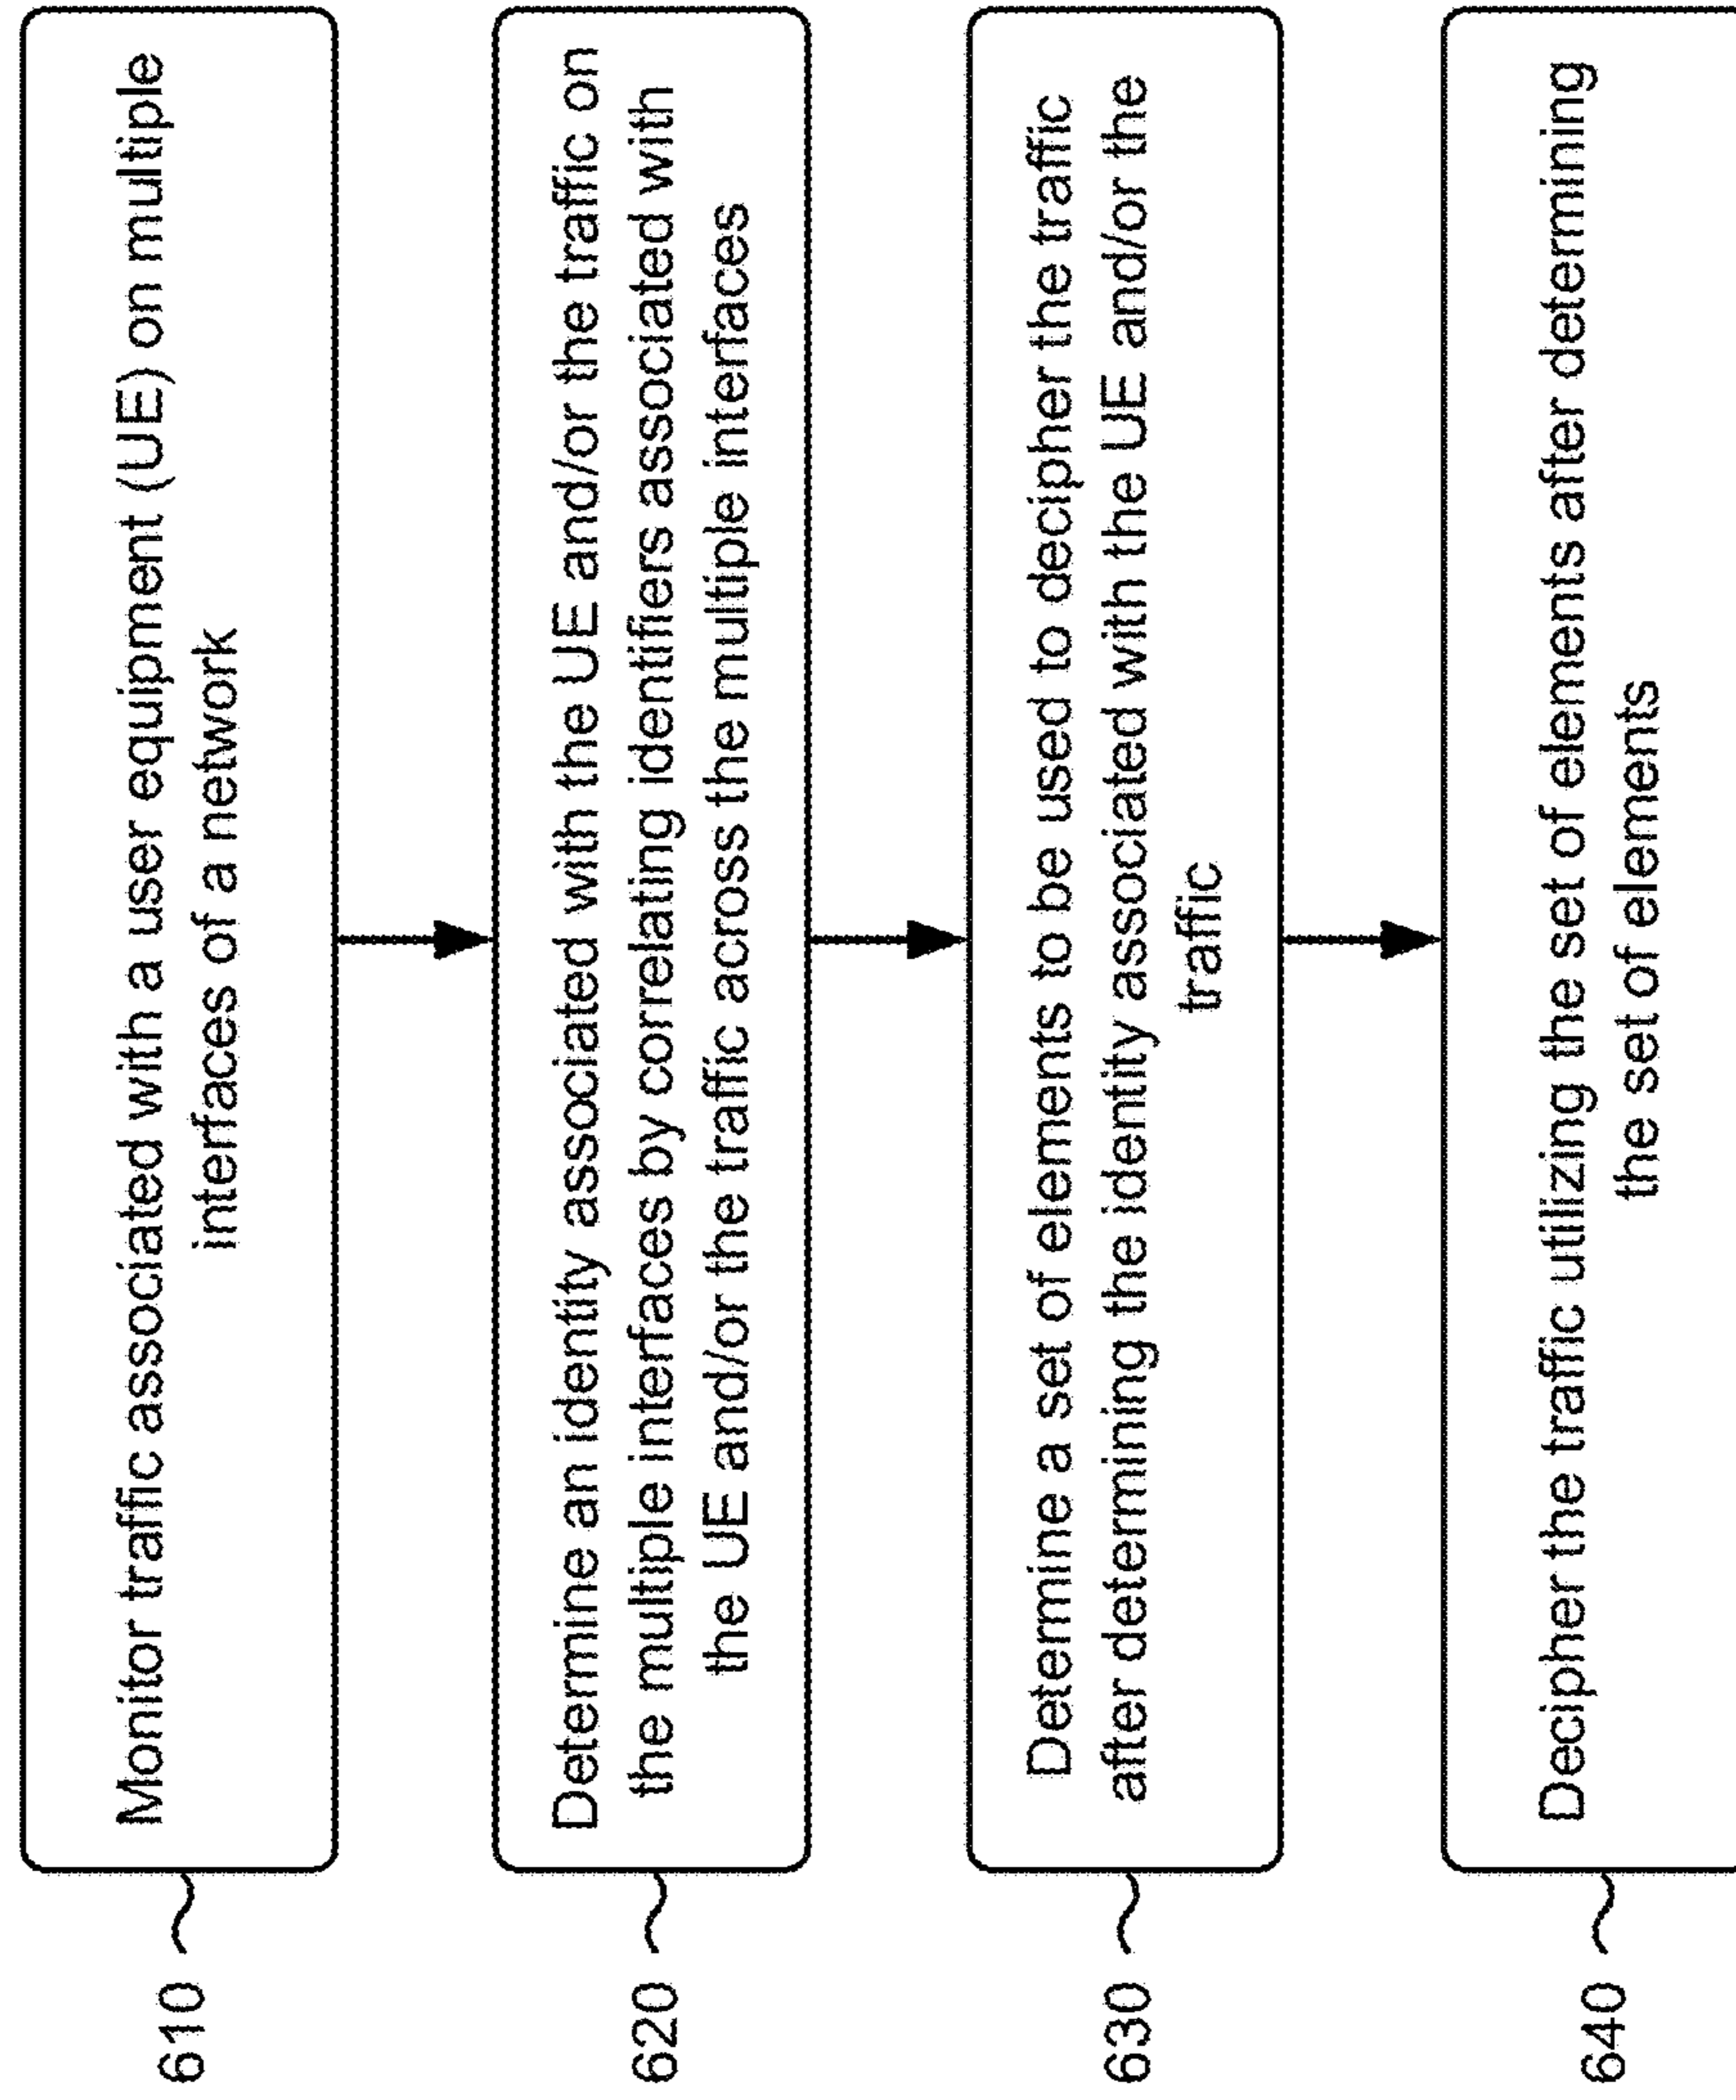 610
Monitor traffic associated with a user equipment (UE) on multiple
interfaces of a network
620
Determine an identity associated with the UE and/or the traffic on
the multiple interfaces by correlating identifiers associated with
the UE and/or the traffic across the multiple interfaces
630
Determine a set of elements to be used to decipher the traffic
after determining the identity associated with the UE and/or the
traffic
640
Decipher the traffic utilizing the set of elements after determining
the set of elements